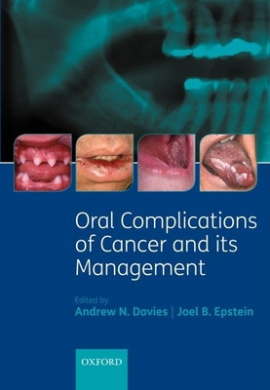 Oral Complications
of Cancer and its
Management
Edited by
Andrew N. Davies | Joel B. Epstein
OXFORD